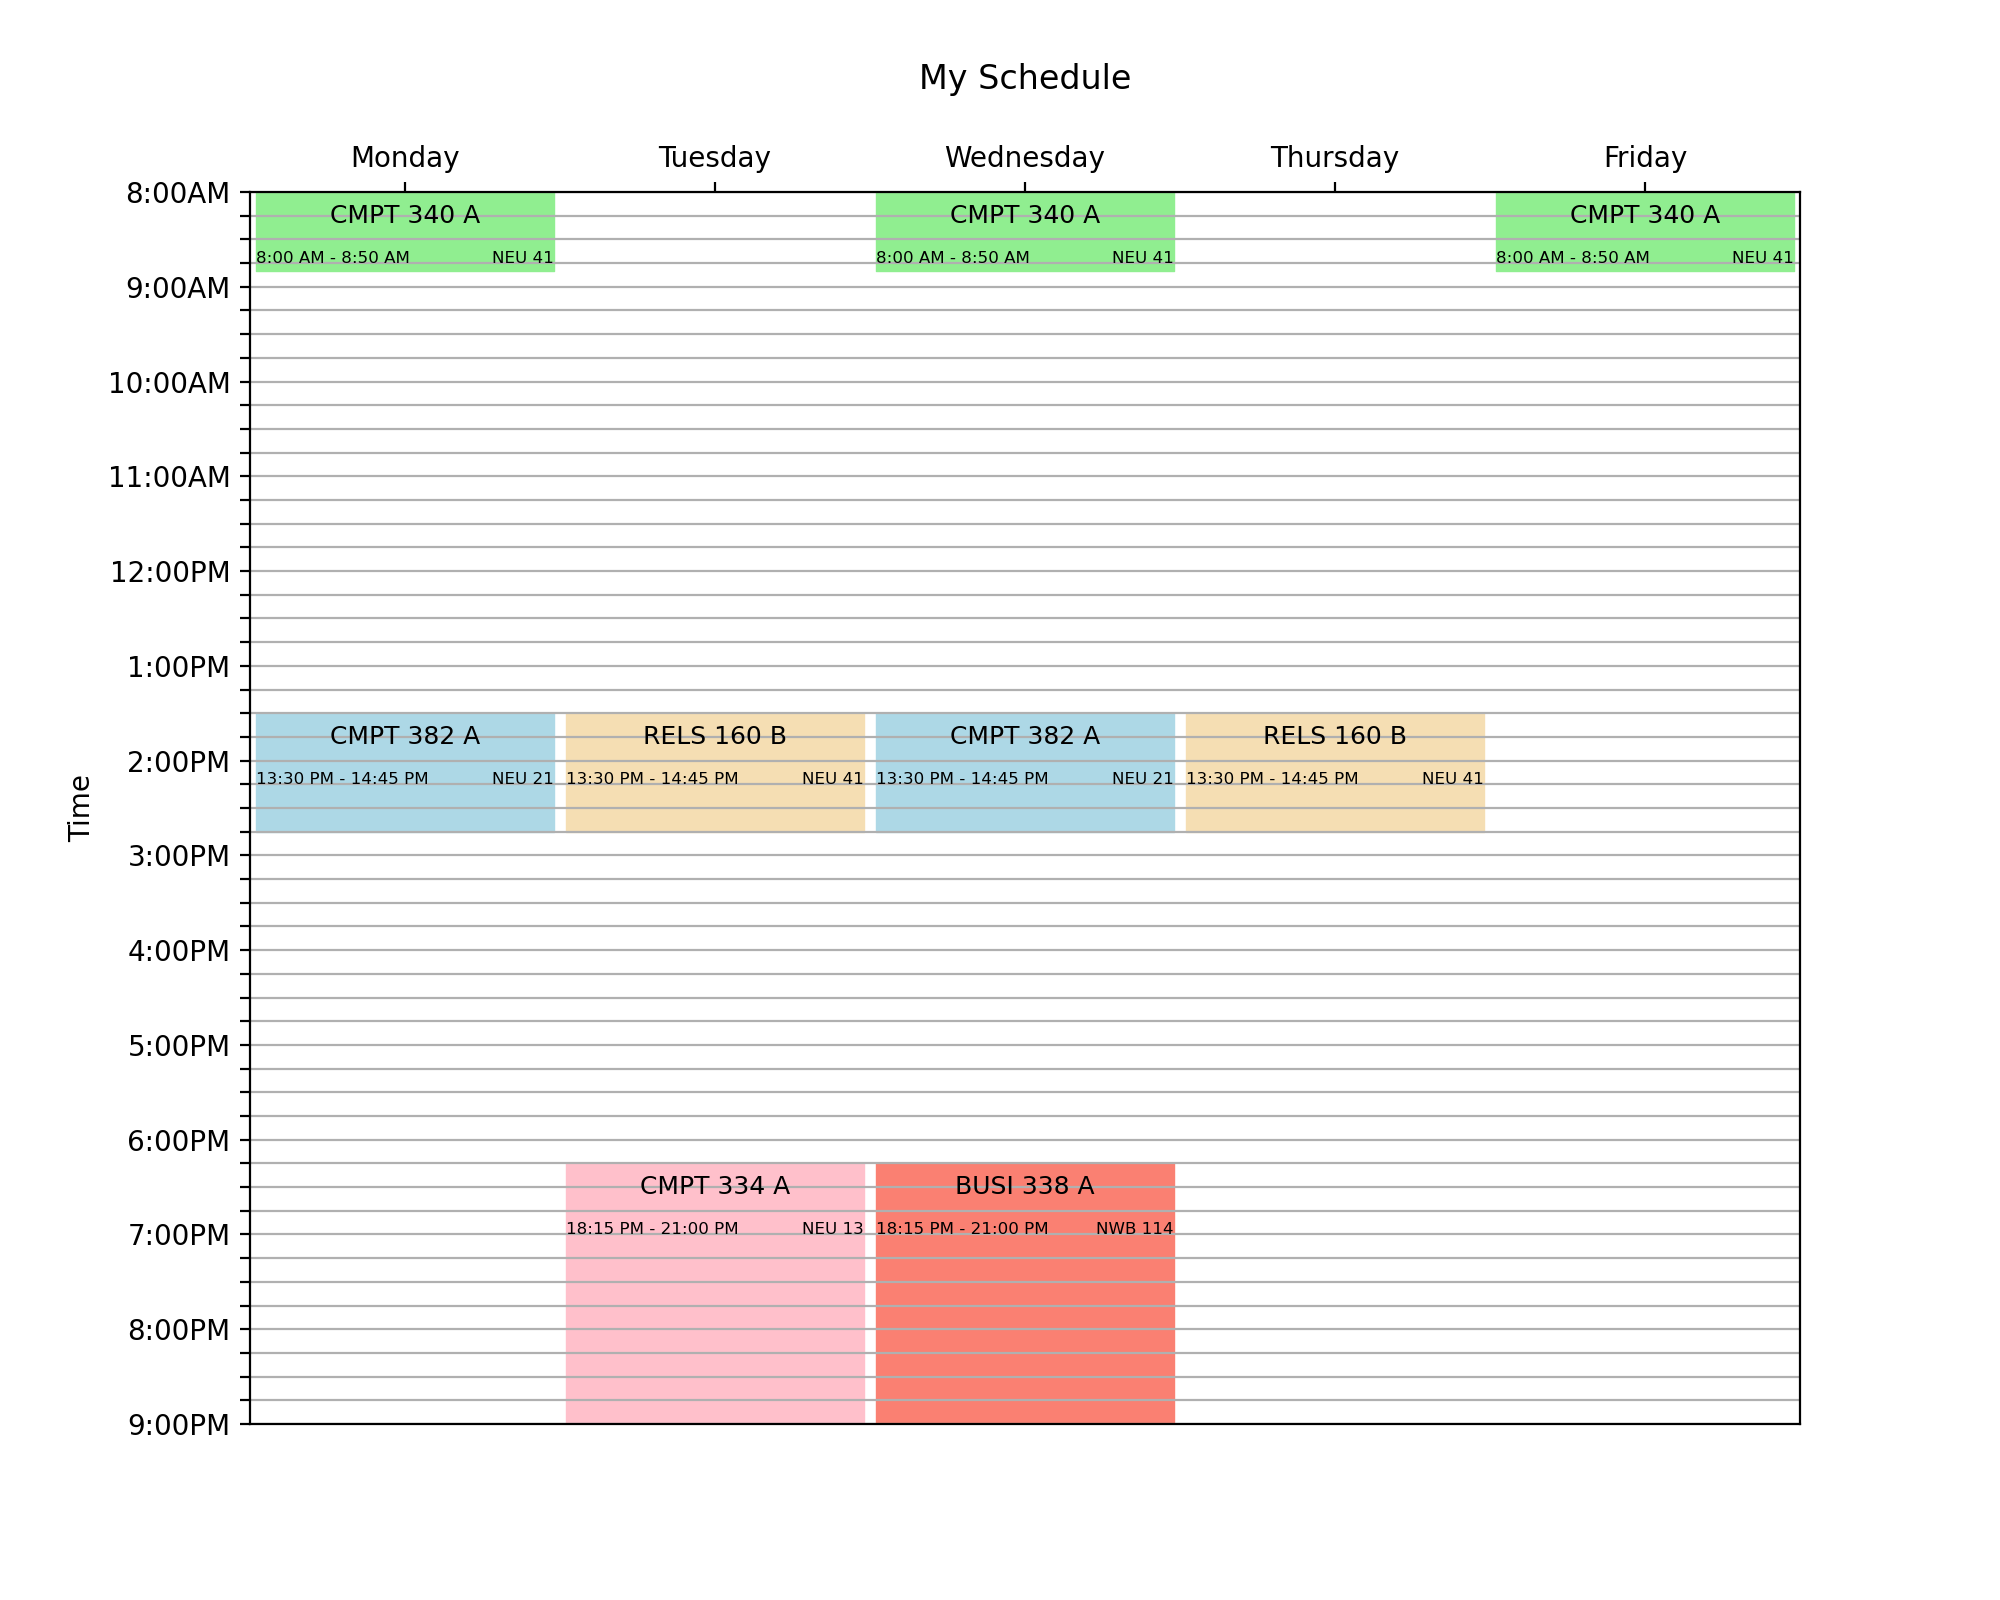 My Schedule
Monday Tuesday Wednesday Thursday Friday
8:00AM
CMPT 340 A CMPT 340 A CMPT 340 A
8:00 AM - 8:50 AM NEU 41 8:00 AM - 8:50 AM NEU 41 8:00 AM - 8:50 AM NEU 41
9:00AM
10:00AM
11:00AM
12:00PM
1:00PM
CMPT 382 A RELS 160 B CMPT 382 A RELS 160 B
2:00PM
13:30 PM - 14:45 PM NEU 21 13:30 PM - 14:45 PM NEU 41 13:30 PM - 14:45 PM NEU 21 13:30 PM - 14:45 PM NEU 41
Time
3:00PM
4:00PM
5:00PM
6:00PM
CMPT 334 A BUSI 338 A
18:15 PM - 21:00 PM NEU 13 18:15 PM - 21:00 PM NWB 114
7:00PM
8:00PM
9:00PM